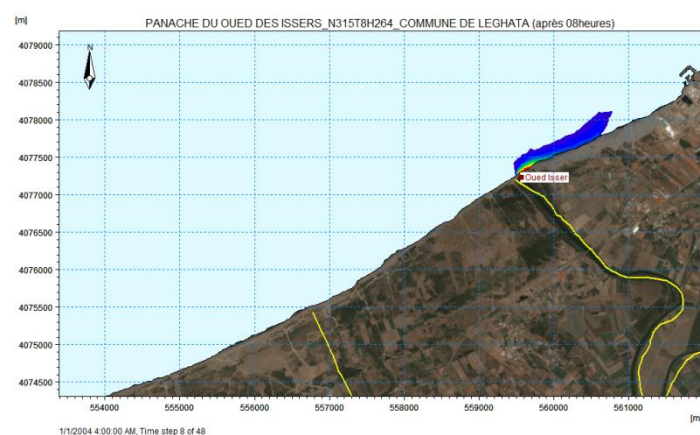 [m]
PANACHE DU OUED DES ISSERS_N315T8H264_COMMUNE DE LEGHATA (après 08heures)
4079000
N
4078500
4078000
4077500
Oued Isser
4077000
4076500
4076000
4075500
4075000
4074500
554000 555000 556000 557000 558000 559000 560000 561000
[m
1/1/2004 4:00:00 AM, Time step 8 of 48